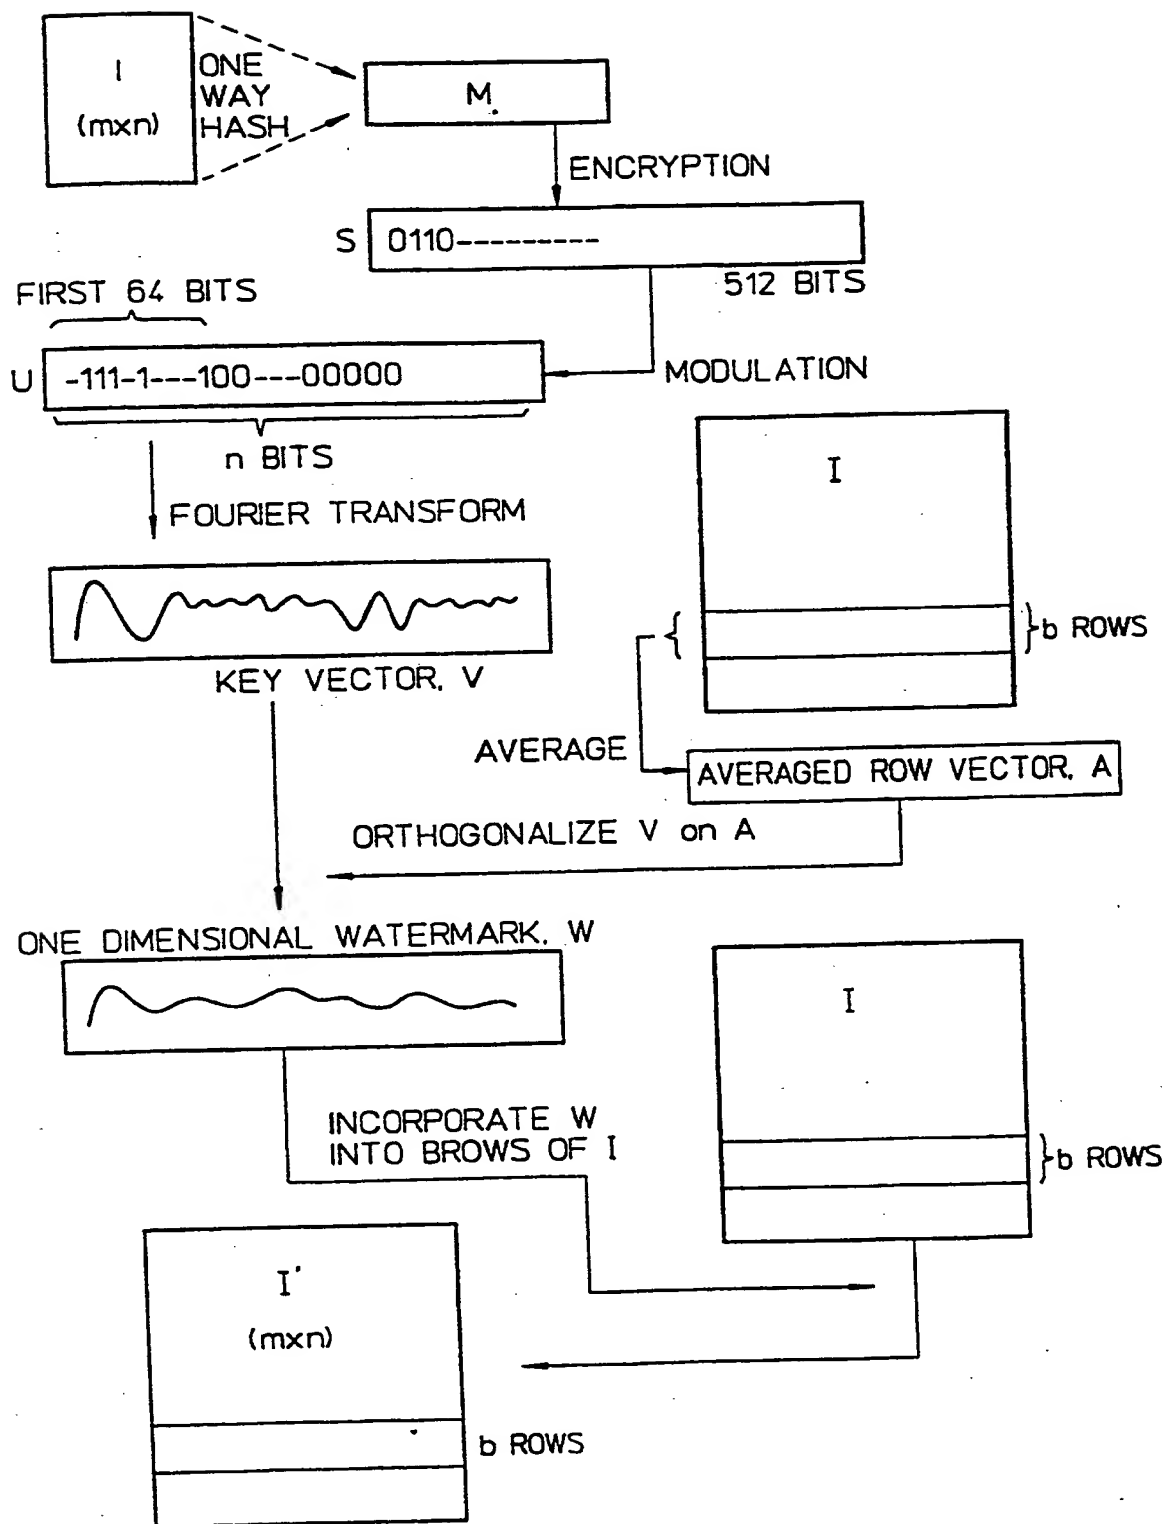 I
(mxn)
ONE
WAY
HASH
M.
ENCRYPTION
S 0110---------
512 BITS
FIRST 64 BITS
U -111-1---100---00000
MODULATION
n BITS
I
FOURIER TRANSFORM
b ROWS
KEY VECTOR, V
AVERAGE
AVERAGED ROW VECTOR, A
ORTHOGONALIZE V on A
ONE DIMENSIONAL WATERMARK, W
I
INCORPORATE W
INTO BROWS OF I
b ROWS
I'
(mxn)
b ROWS